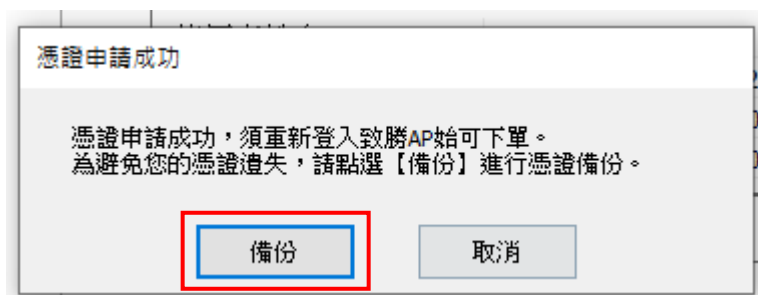 憑證申請成功
憑證申請成功，須重新登入致勝AP始可下單。
為避免您的憑證遺失，請點選【備份】進行憑證備份。
備份
取消